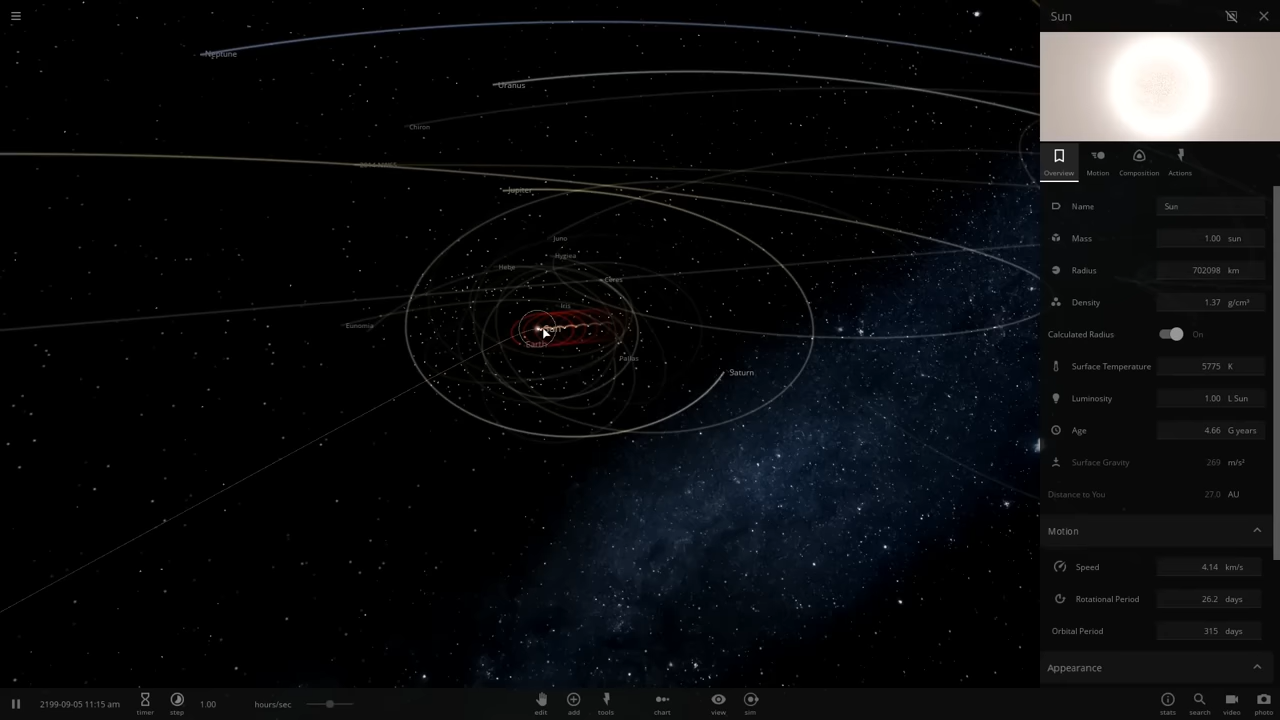 Sun
Neptune
Uranus
Chiron
Jupiter
Juno
Hygiea
Hebe
Ceres
Iris
Eunomia
Sun
Earth
Pallas
Saturn
Overview
Motion
Composition
Actions
Name Sun
Mass 1.00 sun
Radius 702098 km
Density 1.37 g/cm³
Calculated Radius On
Surface Temperature 5775 K
Luminosity 1.00 L Sun
Age 4.66 G years
Surface Gravity 269 m/s²
Distance to You 27.0 AU
Motion
Speed 4.14 km/s
Rotational Period 26.2 days
Orbital Period 315 days
Appearance
2199-09-05 11:15 am
timer
step
1.00 hours/sec
edit
add
tools
chart
view
sim
stats
search
video
photo